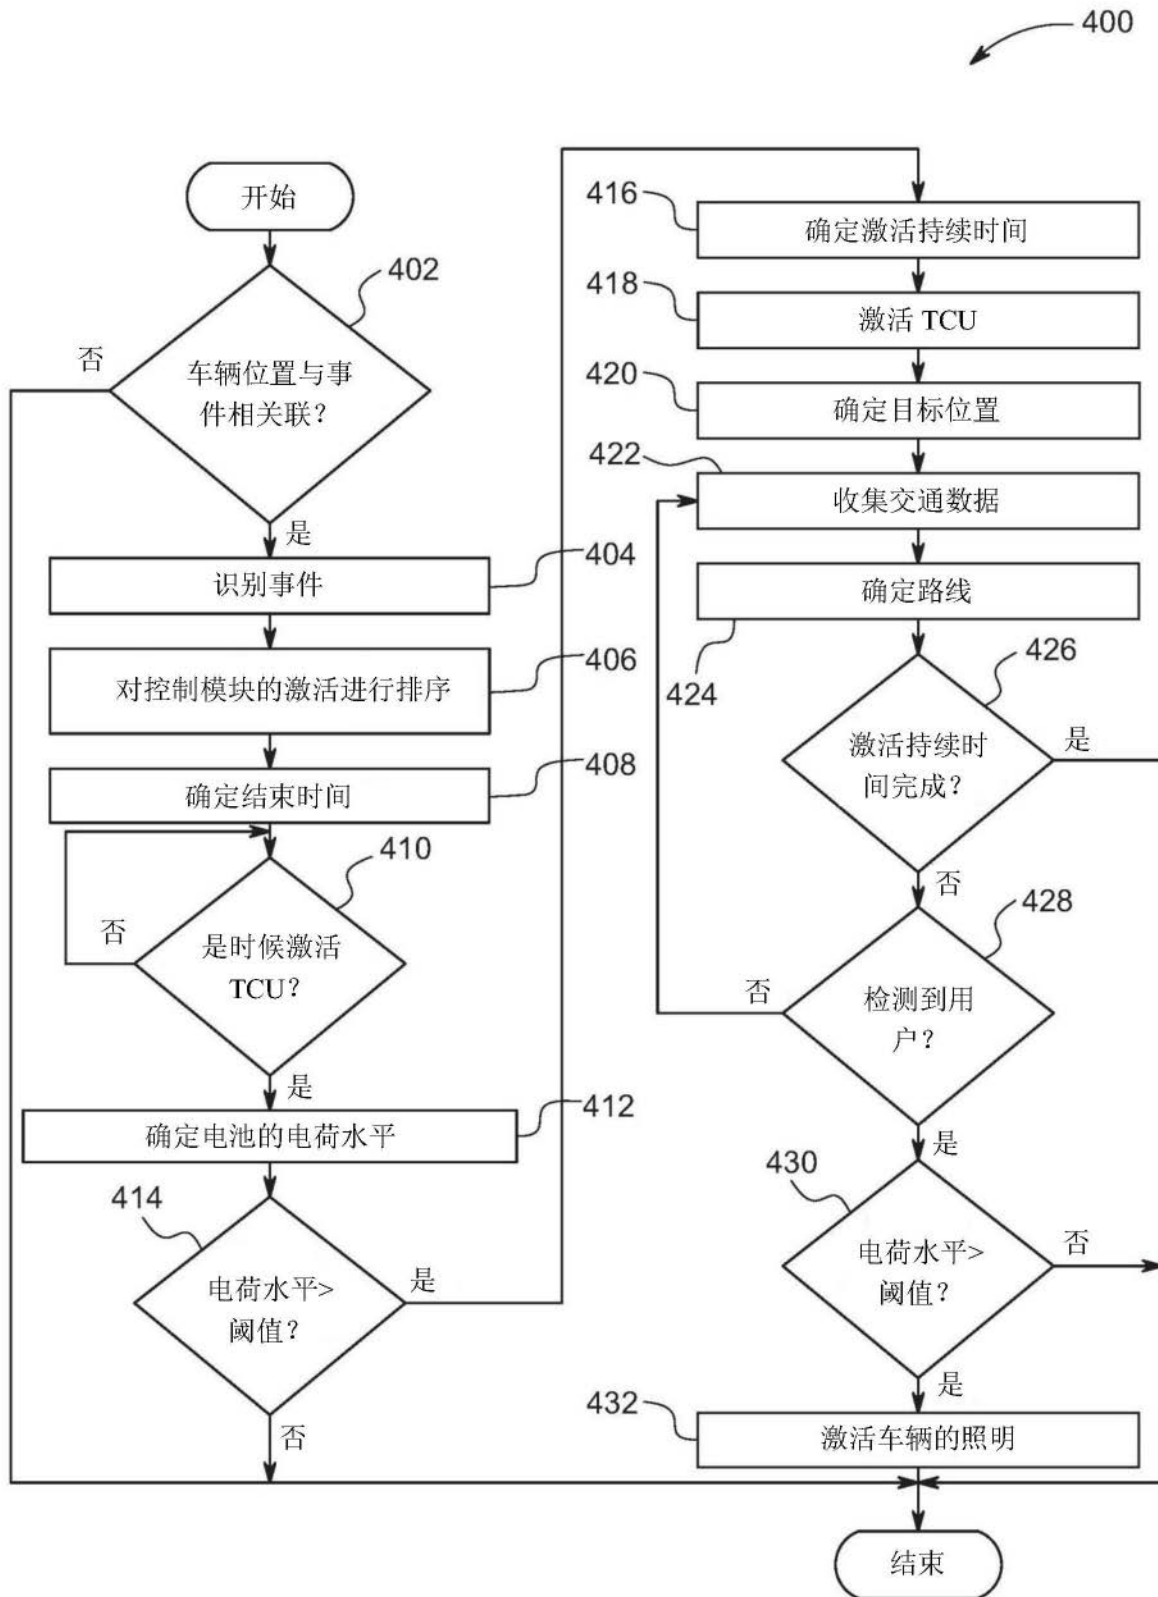 400
开始
402
否
车辆位置与事
件相关联?
是
识别事件
404
对控制模块的激活进行排序
406
确定结束时间
408
410
否
是时候激活
TCU?
是
确定电池的电荷水平
412
414
电荷水平>
阈值?
是
否
416
确定激活持续时间
418
激活 TCU
420
确定目标位置
422
收集交通数据
确定路线
424
426
激活持续时
间完成?
是
否
428
否
检测到用
户?
是
430
电荷水平>
阈值?
否
是
432
激活车辆的照明
结束